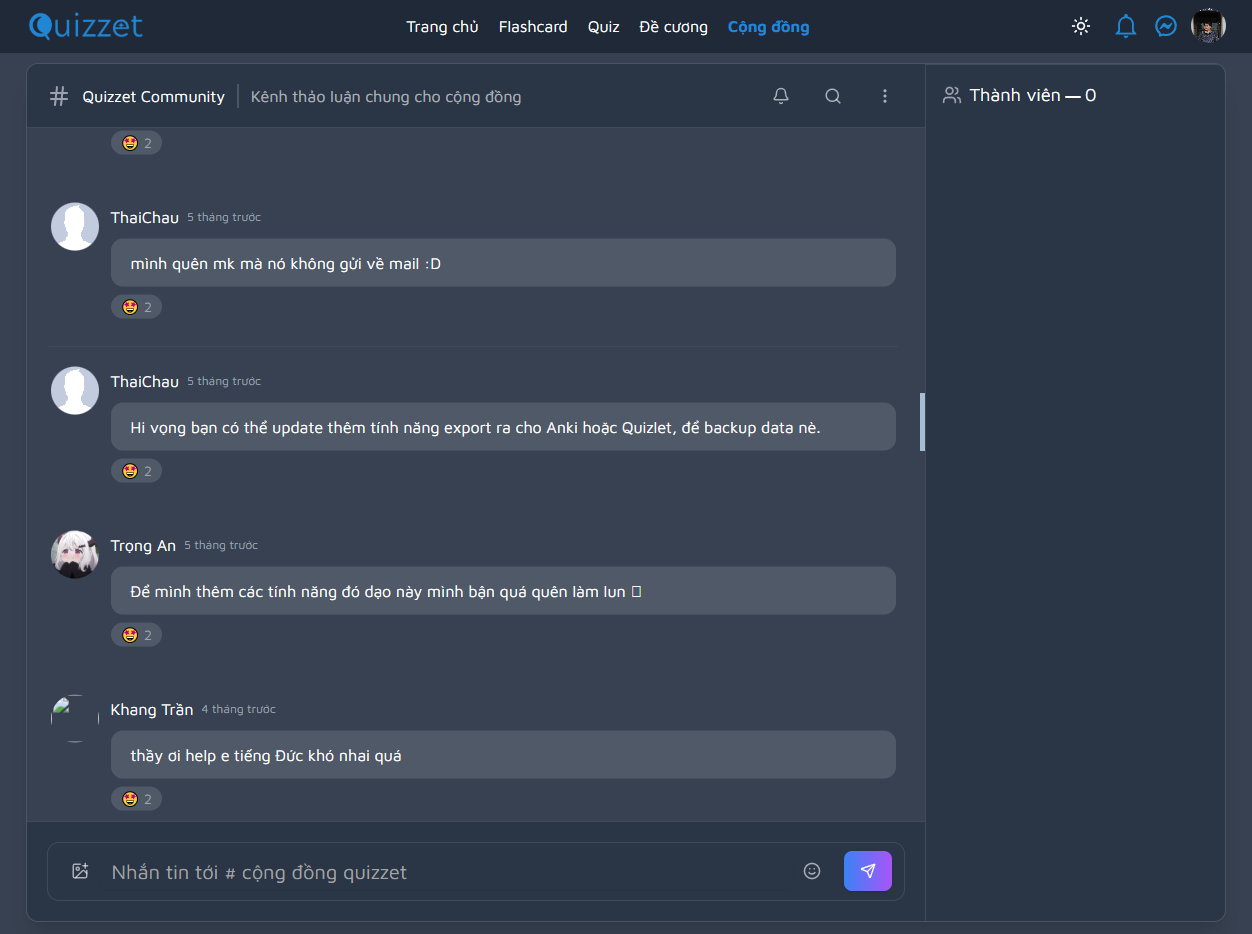 Quizzet
Trang chủ Flashcard Quiz Đề cương Cộng đồng
# Quizzet Community Kênh thảo luận chung cho cộng đồng
Thành viên — 0
2
ThaiChau 5 tháng trước
mình quên mk mà nó không gửi về mail :D
2
ThaiChau 5 tháng trước
Hi vọng bạn có thể update thêm tính năng export ra cho Anki hoặc Quizlet, để backup data nè.
2
Trọng An 5 tháng trước
Để mình thêm các tính năng đó dạo này mình bận quá quên làm lun
2
Khang Trần 4 tháng trước
thầy ơi help e tiếng Đức khó nhai quá
2
Nhắn tin tới # cộng đồng quizzet